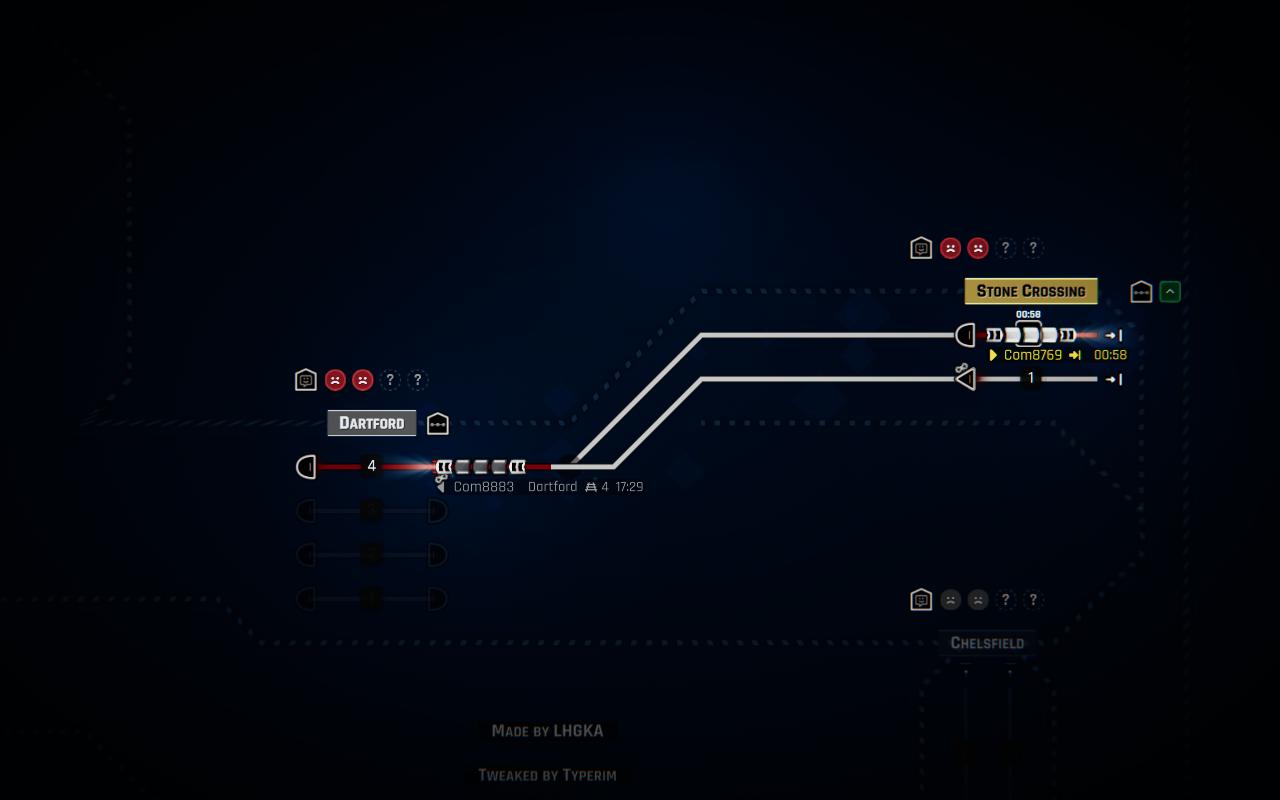 ? ?
STONE CROSSING
00:58
Com8769 00:58
1
? ?
DARTFORD
4
Com8883 Dartford 4 17:29
? ?
CHELSFIELD
MADE BY LHGKA
TWEAKED BY TYPERIM